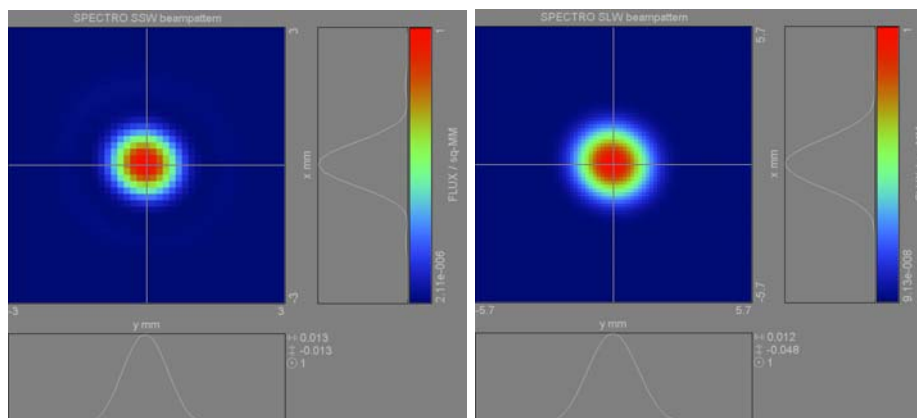 SPECTRO SSW beampattern
3
x mm
-3
1
FLUX / sq-MM
2.11e-006
-3
3
y mm
0.013
-0.013
1
SPECTRO SLW beampattern
5.7
x mm
-5.7
1
9.13e-008
-5.7
5.7
y mm
0.012
-0.048
1